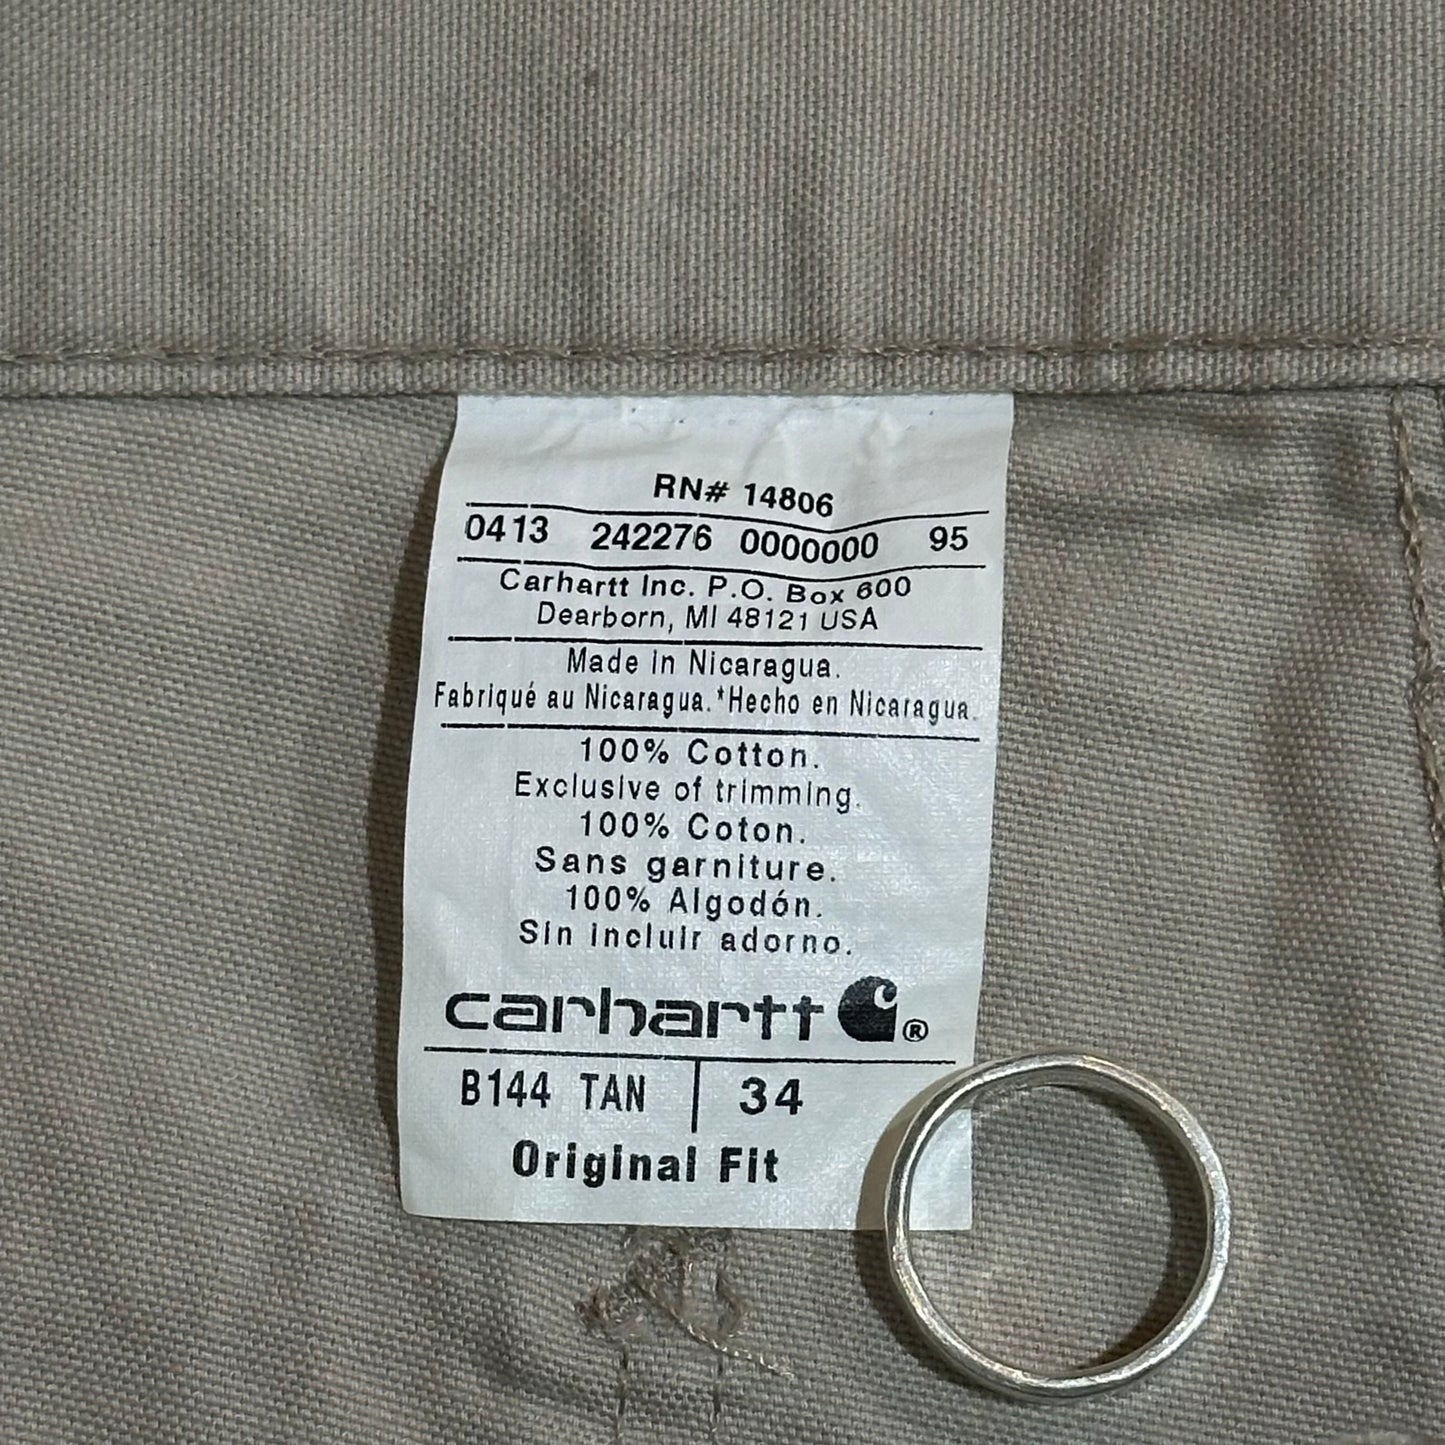 RN# 14806
0413 242276 0000000 95
Carhartt Inc. P.O. Box 600
Dearborn, MI 48121 USA
Made in Nicaragua.
Fabriqué au Nicaragua.*Hecho en Nicaragua.
100% Cotton.
Exclusive of trimming.
100% Coton.
Sans garniture.
100% Algodón.
Sin incluir adorno.
carhartt ®
B144 TAN 34
Original Fit